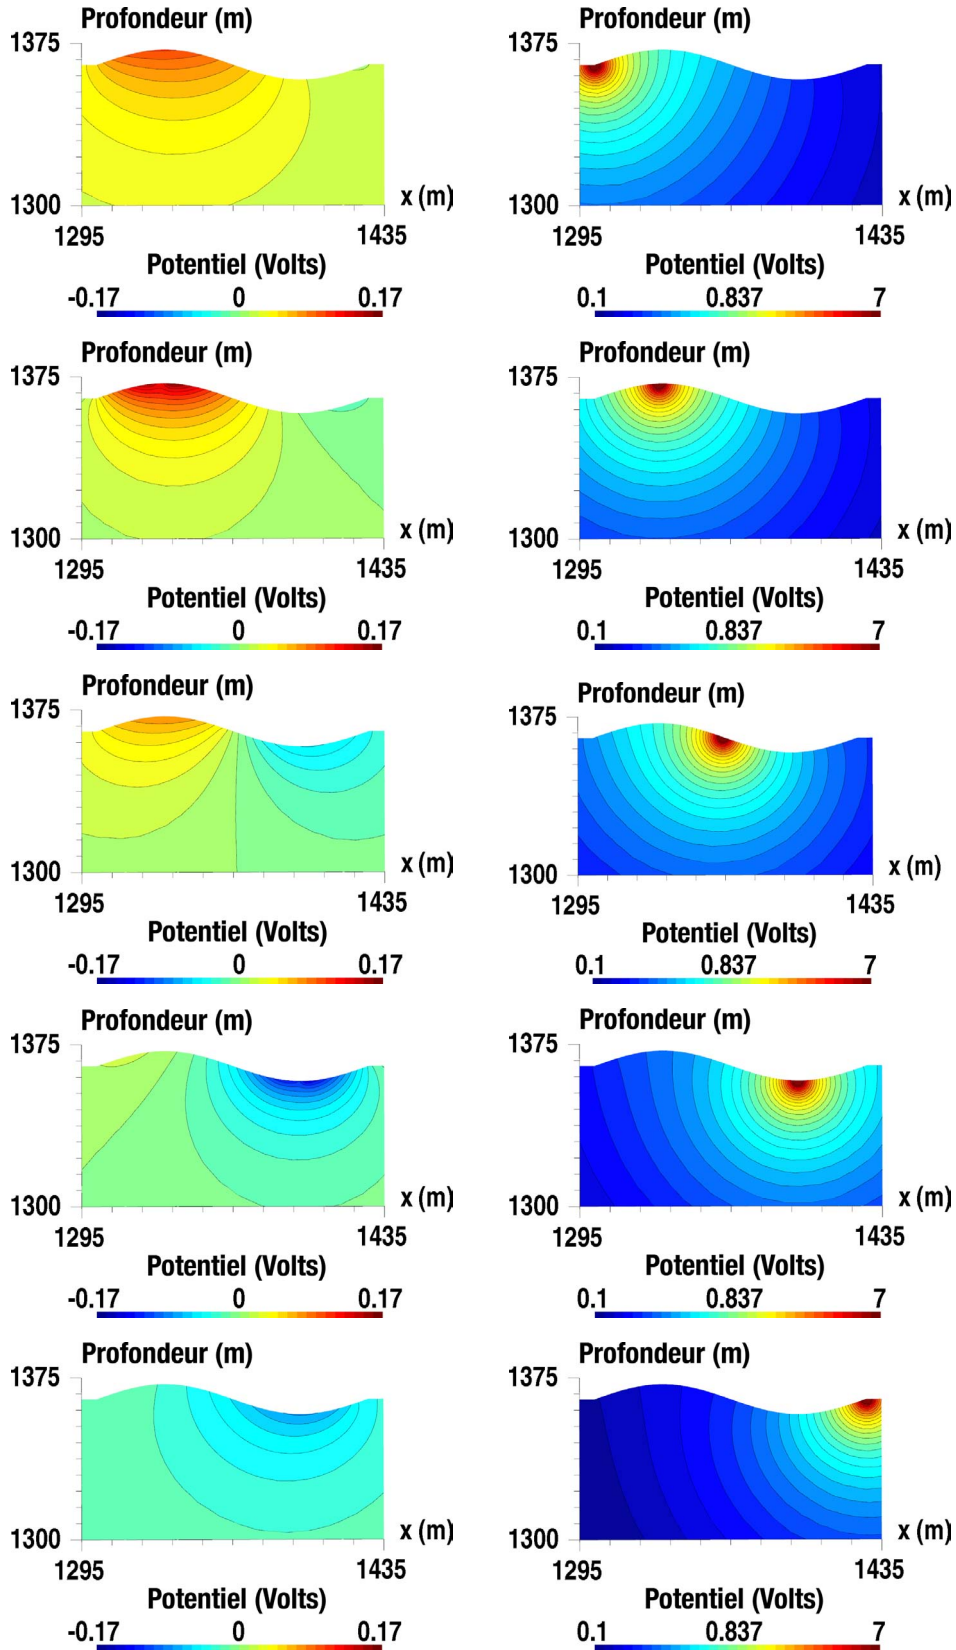 Profondeur (m)
1375
1300
x (m)
1295
1435
Potentiel (Volts)
-0.17 0 0.17
Profondeur (m)
1375
1300
x (m)
1295
1435
Potentiel (Volts)
0.1 0.837 7
Profondeur (m)
1375
1300
x (m)
1295
1435
Potentiel (Volts)
-0.17 0 0.17
Profondeur (m)
1375
1300
x (m)
1295
1435
Potentiel (Volts)
0.1 0.837 7
Profondeur (m)
1375
1300
x (m)
1295
1435
Potentiel (Volts)
-0.17 0 0.17
Profondeur (m)
1375
1300
x (m)
1295
1435
Potentiel (Volts)
0.1 0.837 7
Profondeur (m)
1375
1300
x (m)
1295
1435
Potentiel (Volts)
-0.17 0 0.17
Profondeur (m)
1375
1300
x (m)
1295
1435
Potentiel (Volts)
0.1 0.837 7
Profondeur (m)
1375
1300
x (m)
1295
1435
Potentiel (Volts)
-0.17 0 0.17
Profondeur (m)
1375
1300
x (m)
1295
1435
Potentiel (Volts)
0.1 0.837 7